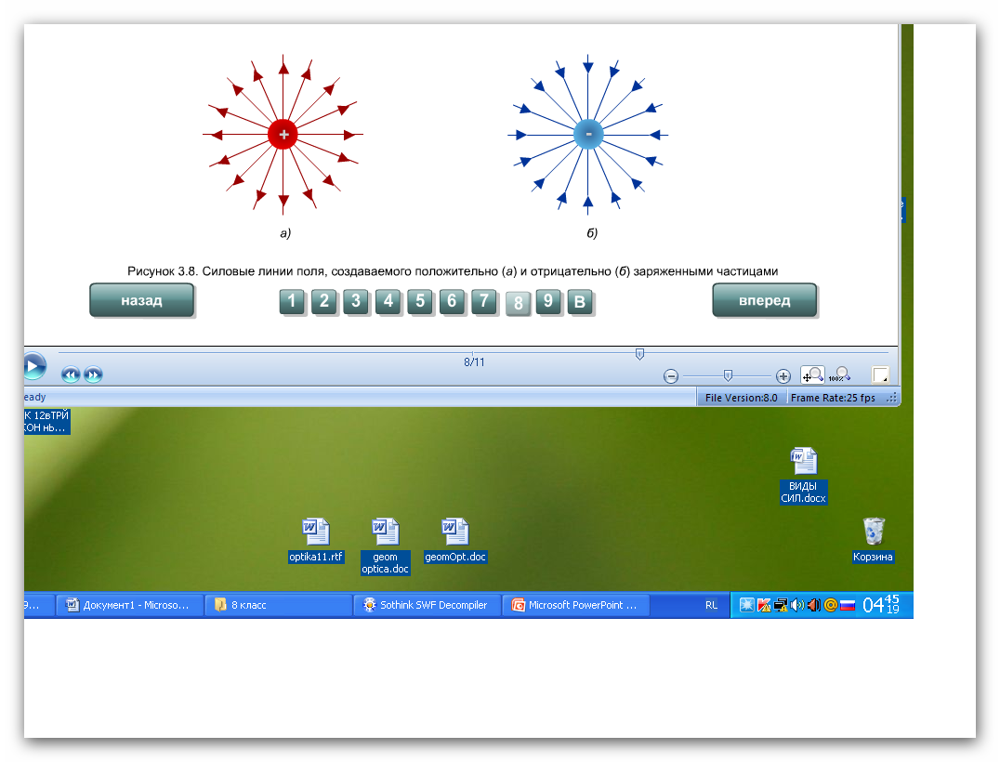 +
-
а)
б)
Рисунок 3.8. Силовые линии поля, создаваемого положительно (а) и отрицательно (б) заряженными частицами
назад
1 2 3 4 5 6 7 8 9 В
вперед
8/11
100%
eady
File Version:8.0
Frame Rate:25 fps
К 12вТРЙ
КОН нь...
ВИДЫ
СИЛ.docx
optika11.rtf
geom
optica.doc
geomOpt.doc
Корзина
9...
Документ1 - Microso...
8 класс
Sothink SWF Decompiler
Microsoft PowerPoint ...
RL
04 45
19